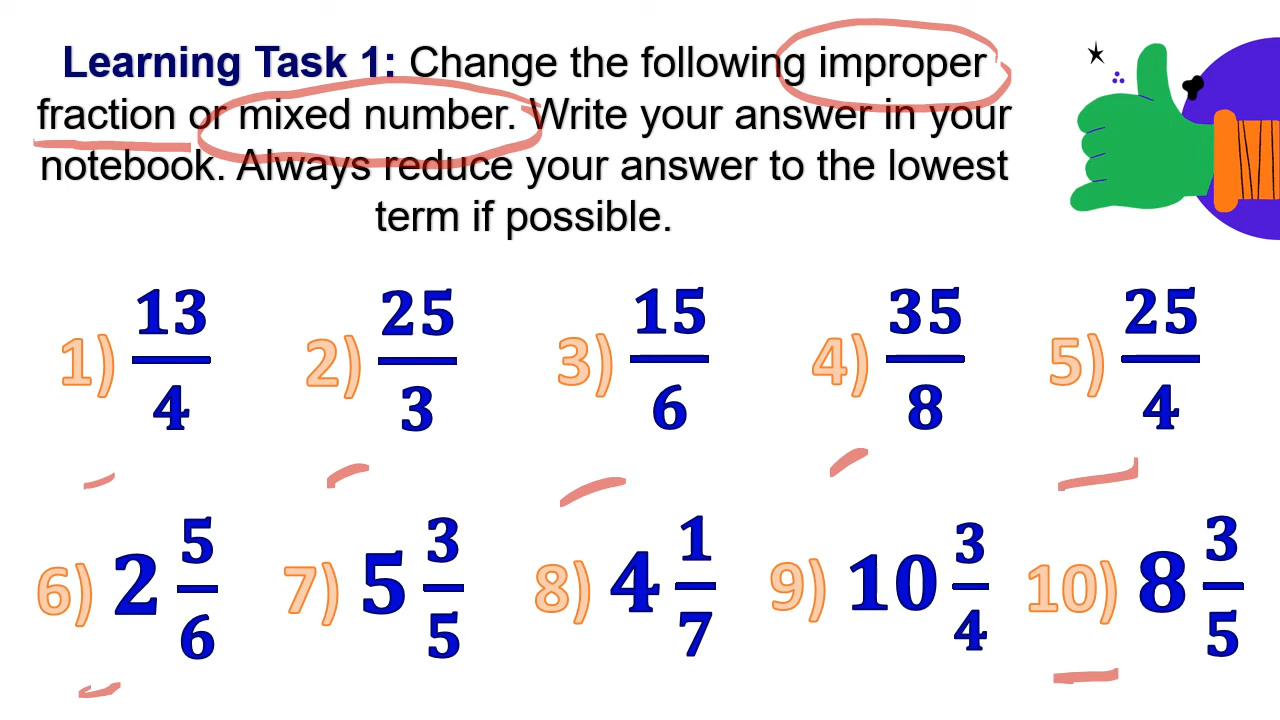 Learning Task 1: Change the following improper
fraction or mixed number. Write your answer in your
notebook. Always reduce your answer to the lowest
term if possible.
1) 13/4 2) 25/3 3) 15/6 4) 35/8 5) 25/4
6) 2 5/6 7) 5 3/5 8) 4 1/7 9) 10 3/4 10) 8 3/5